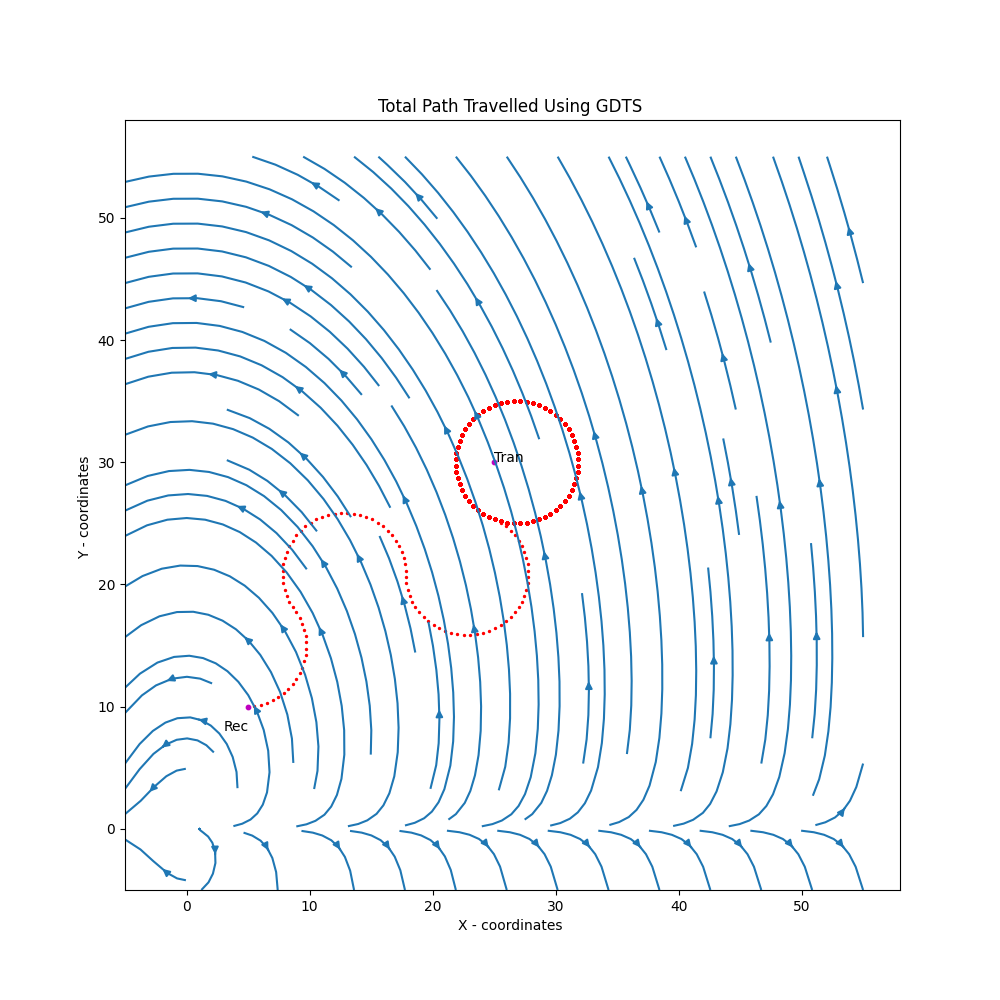 Total Path Travelled Using GDTS
50
40
Tran
30
20
10
Rec
0
0 10 20 30 40 50
X - coordinates
Y - coordinates